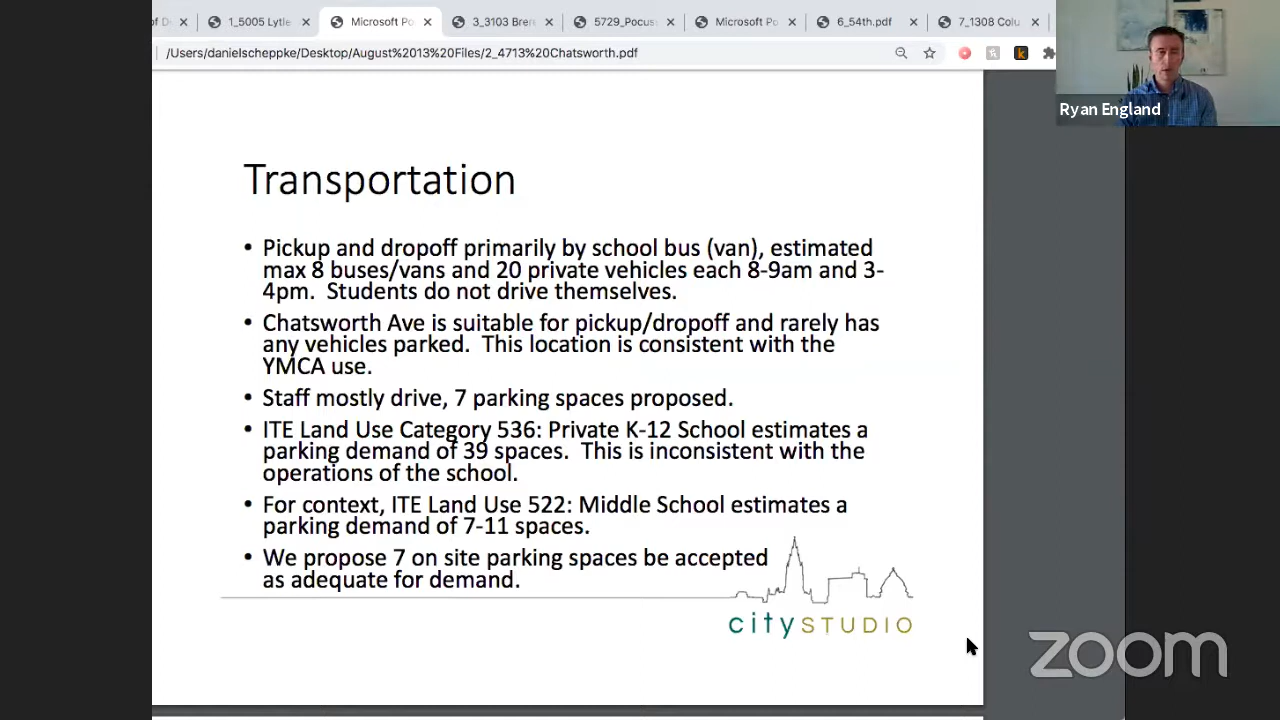 of D
1_5005 Lytle
Microsoft Po
3_3103 Bren
5729_Pocus
Microsoft Po
6_54th.pdf
7_1308 Colu
/Users/danielscheppke/Desktop/August%2013%20Files/2_4713%20Chatsworth.pdf
Ryan England
Transportation
• Pickup and dropoff primarily by school bus (van), estimated
max 8 buses/vans and 20 private vehicles each 8-9am and 3-
4pm. Students do not drive themselves.
• Chatsworth Ave is suitable for pickup/dropoff and rarely has
any vehicles parked. This location is consistent with the
YMCA use.
• Staff mostly drive, 7 parking spaces proposed.
• ITE Land Use Category 536: Private K-12 School estimates a
parking demand of 39 spaces. This is inconsistent with the
operations of the school.
• For context, ITE Land Use 522: Middle School estimates a
parking demand of 7-11 spaces.
• We propose 7 on site parking spaces be accepted
as adequate for demand.
citySTUDIO
zoom